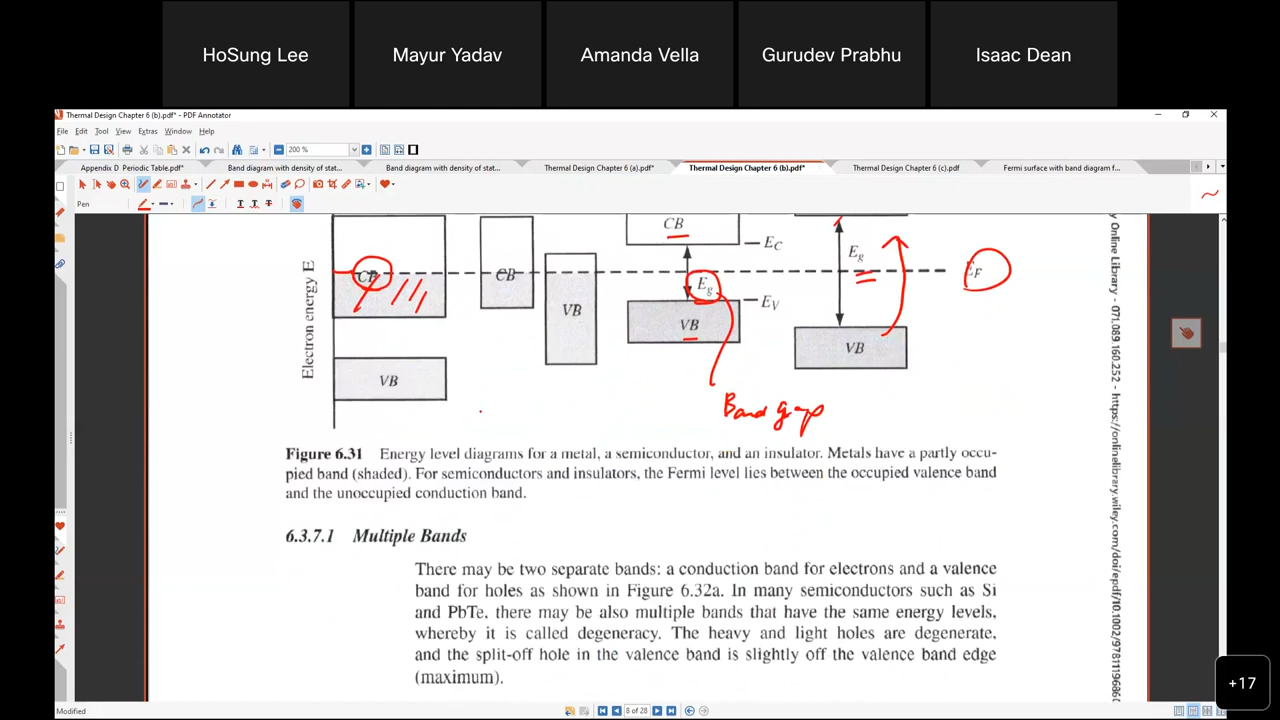 HoSung Lee
Mayur Yadav
Amanda Vella
Gurudev Prabhu
Isaac Dean
Thermal Design Chapter 6 (b).pdf* - PDF Annotator
File Edit Tool View Extras Window Help
200 %
Appendix D Periodic Table.pdf*
Band diagram with density of stat...
Band diagram with density of stat...
Thermal Design Chapter 6 (a).pdf*
Thermal Design Chapter 6 (b).pdf*
Thermal Design Chapter 6 (c).pdf
Fermi surface with band diagram f...
Pen
Electron energy E
CB
VB
CB
VB
CB
E_C
E_g
E_V
VB
E_g
VB
E_F
Band gap
Figure 6.31 Energy level diagrams for a metal, a semiconductor, and an insulator. Metals have a partly occu-
pied band (shaded). For semiconductors and insulators, the Fermi level lies between the occupied valence band
and the unoccupied conduction band.
6.3.7.1 Multiple Bands
There may be two separate bands: a conduction band for electrons and a valence
band for holes as shown in Figure 6.32a. In many semiconductors such as Si
and PbTe, there may be also multiple bands that have the same energy levels,
whereby it is called degeneracy. The heavy and light holes are degenerate,
and the split-off hole in the valence band is slightly off the valence band edge
(maximum).
y Online Library - 071.089.160.252 - https://onlinelibrary.wiley.com/doi/epdf/10.1002/97811196860
Modified
8 of 28
+17